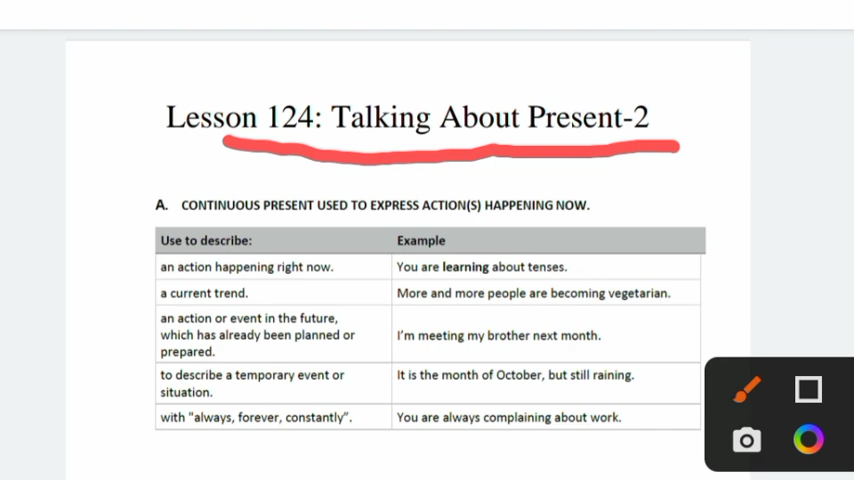 Lesson 124: Talking About Present-2
A. CONTINUOUS PRESENT USED TO EXPRESS ACTION(S) HAPPENING NOW.
Use to describe: Example
an action happening right now. You are learning about tenses.
a current trend. More and more people are becoming vegetarian.
an action or event in the future,
which has already been planned or
prepared.
I'm meeting my brother next month.
to describe a temporary event or
situation.
It is the month of October, but still raining.
with "always, forever, constantly". You are always complaining about work.